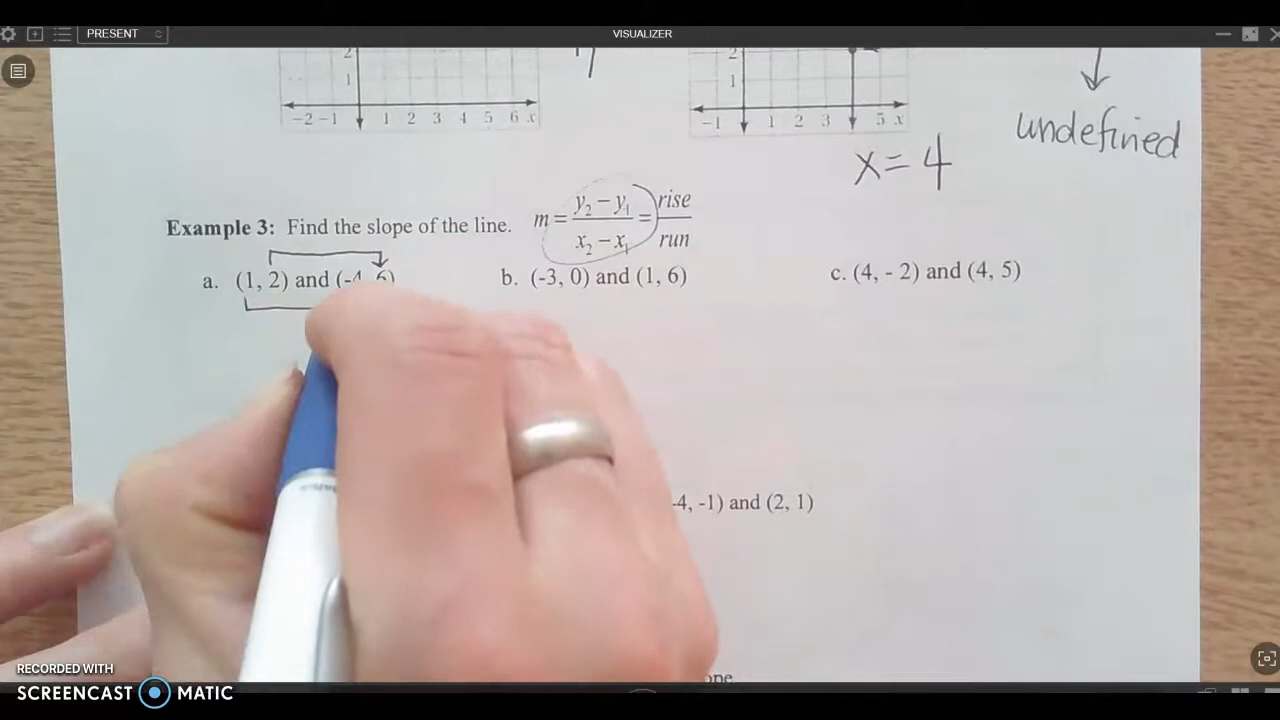 PRESENT
VISUALIZER
2
1
-2 -1 1 2 3 4 5 6 x
2
1
-1 1 2 3 5 x
undefined
x = 4
Example 3: Find the slope of the line. m = y₂ - y₁ / x₂ - x₁ = rise / run
a. (1, 2) and (-4, 6)
b. (-3, 0) and (1, 6)
c. (4, - 2) and (4, 5)
-4, -1) and (2, 1)
RECORDED WITH
SCREENCAST MATIC